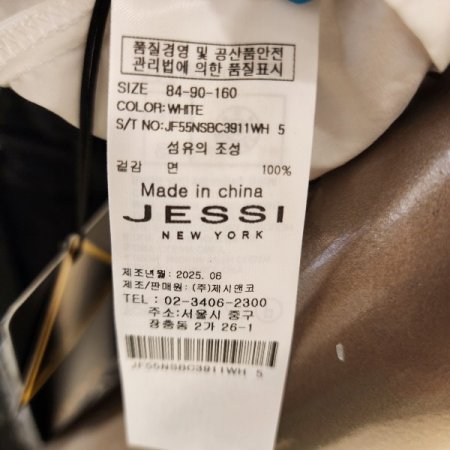 품질경영 및 공산품안전
관리법에 의한 품질표시
SIZE 84-90-160
COLOR:WHITE
S/T NO:JF55NSBC3911WH 5
섬유의 조성
겉감 면 100%
Made in china
JESSI
NEW YORK
제조년월: 2025. 06
제조/판매원: (주)제시앤코
TEL : 02-3406-2300
주소:서울시 중구
장충동 2가 26-1
JF55NSBC3911WH 5